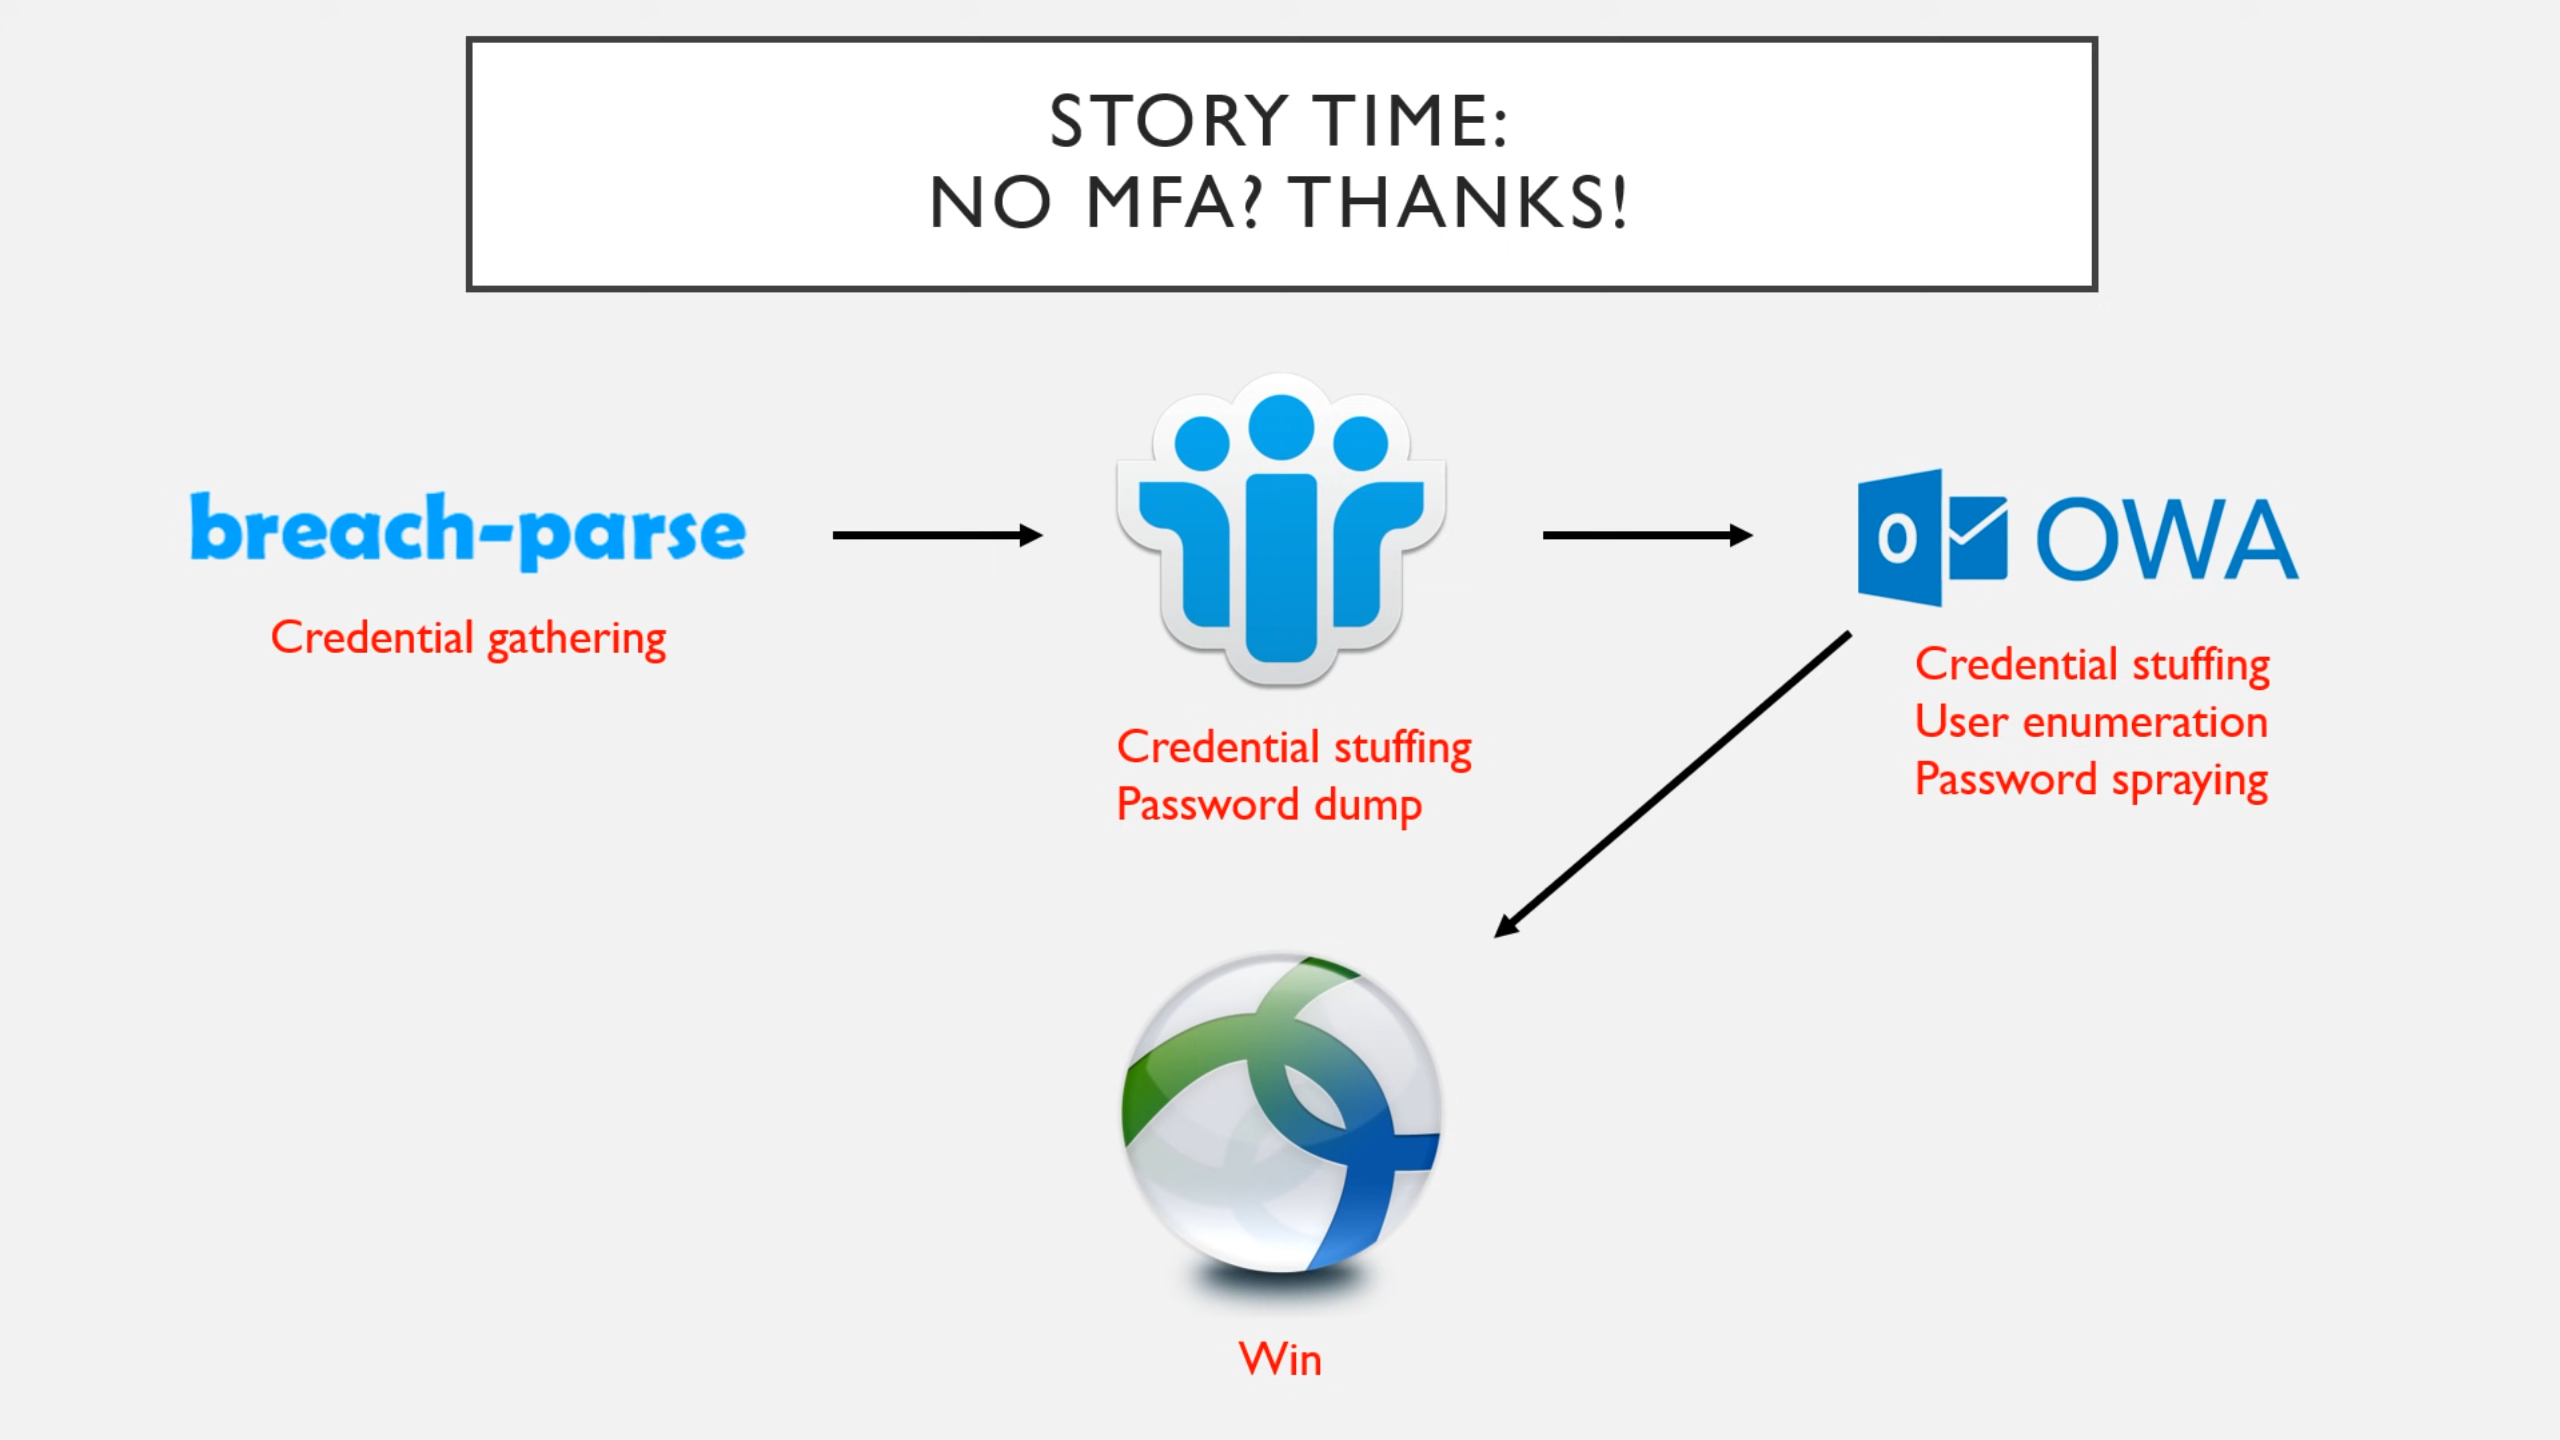 STORY TIME:
NO MFA? THANKS!
breach-parse
Credential gathering
Credential stuffing
Password dump
O OWA
Credential stuffing
User enumeration
Password spraying
Win